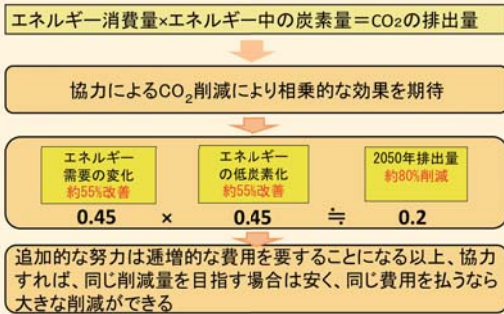 エネルギー消費量×エネルギー中の炭素量＝CO₂の排出量
協力によるCO₂削減により相乗的な効果を期待
エネルギー
需要の変化
約55%改善
エネルギー
の低炭素化
約55%改善
2050年排出量
約80%削減
0.45 × 0.45 ≒ 0.2
追加的な努力は逓増的な費用を要することになる以上、協力
すれば、同じ削減量を目指す場合は安く、同じ費用を払うなら
大きな削減ができる